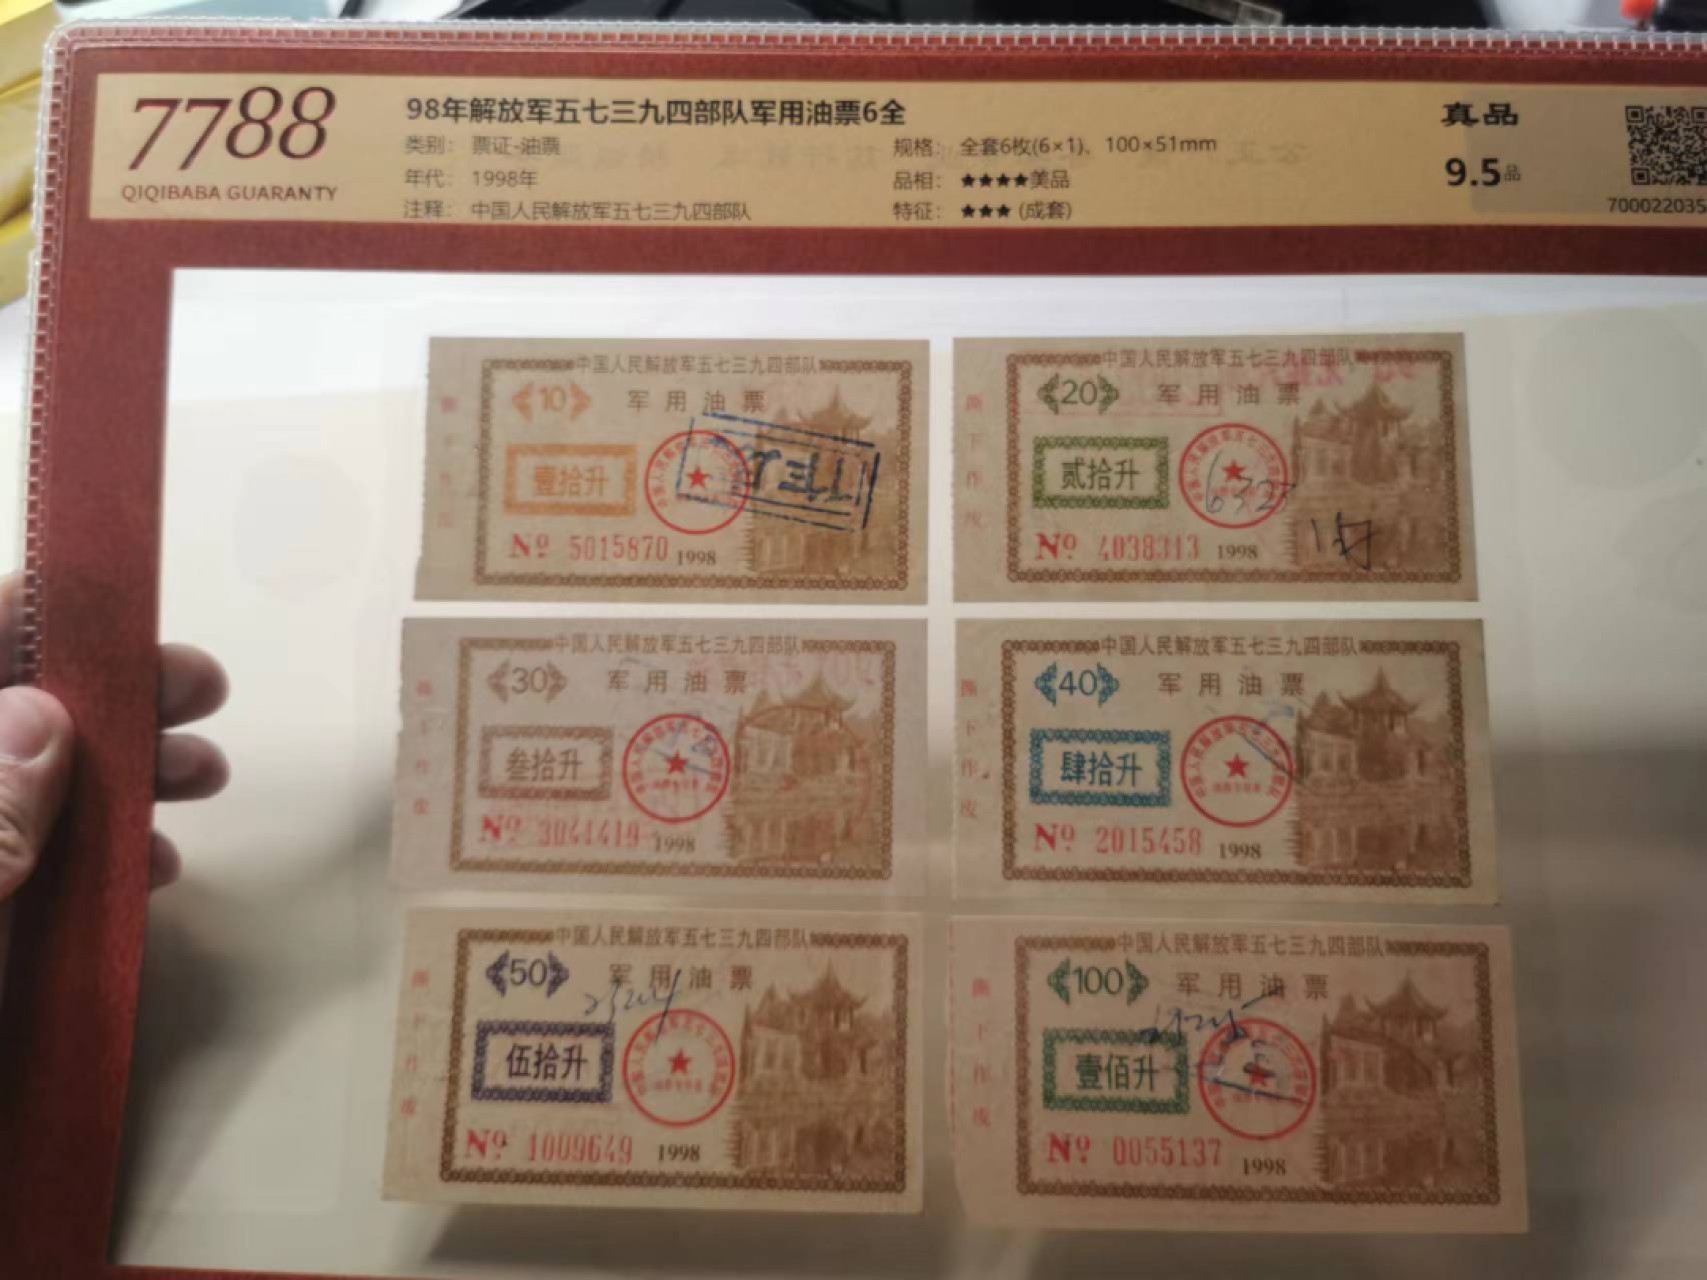 7788
QIQIBABA GUARANTY
98年解放军五七三九四部队军用油票6全
类别: 票证-油票
年代: 1998年
注释: 中国人民解放军五七三九四部队
规格: 全套6枚(6×1)、100×51mm
品相: ★★★★美品
特征: ★★★(成套)
真品
9.5品
700022035
中国人民解放军五七三九四部队
10 军用油票
壹拾升
No 5015870 1998
中国人民解放军五七三九四部队
20 军用油票
贰拾升
No 4038313 1998
中国人民解放军五七三九四部队
30 军用油票
叁拾升
No 3041419 1998
中国人民解放军五七三九四部队
40 军用油票
肆拾升
No 2015458 1998
中国人民解放军五七三九四部队
50 军用油票
伍拾升
No 1009649 1998
中国人民解放军五七三九四部队
100 军用油票
壹佰升
No 0055137 1998